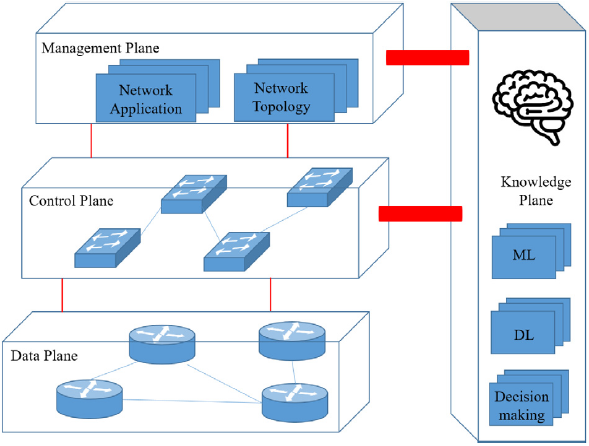 Management Plane
Network
Application
Network
Topology
Control Plane
Data Plane
Knowledge
Plane
ML
DL
Decision
making